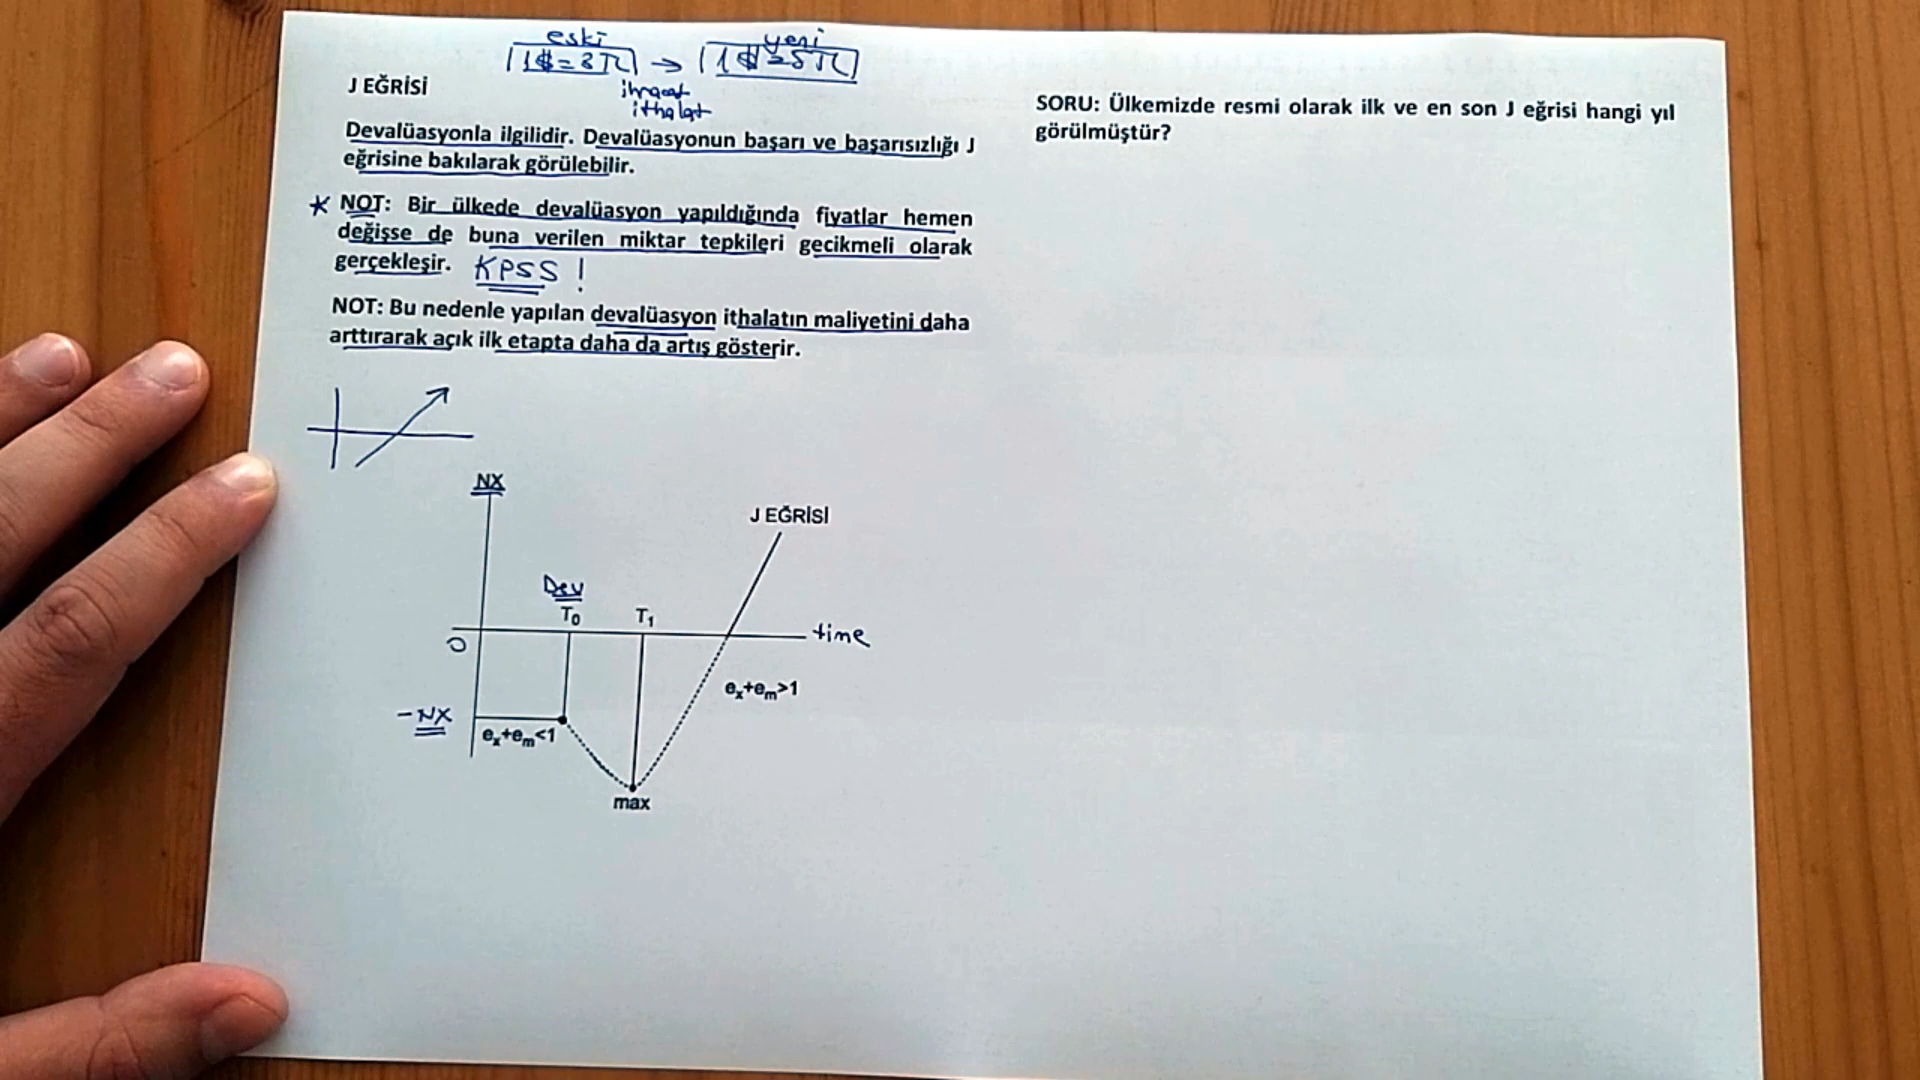 eski
yeni
1$=3TL → 1$=5TL
ihracat
ithalat
J EĞRİSİ
Devalüasyonla ilgilidir. Devalüasyonun başarı ve başarısızlığı J
eğrisine bakılarak görülebilir.
* NOT: Bir ülkede devalüasyon yapıldığında fiyatlar hemen
değişse de buna verilen miktar tepkileri gecikmeli olarak
gerçekleşir. KPSS !
NOT: Bu nedenle yapılan devalüasyon ithalatın maliyetini daha
arttırarak açık ilk etapta daha da artış gösterir.
NX
J EĞRİSİ
Dev
T₀
T₁
0
time
eₓ+eₘ>1
-NX
eₓ+eₘ<1
max
SORU: Ülkemizde resmi olarak ilk ve en son J eğrisi hangi yıl
görülmüştür?